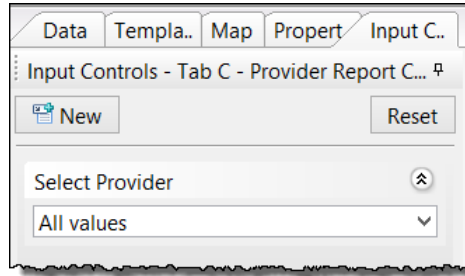 Data Templa.. Map Propert Input C..
Input Controls - Tab C - Provider Report C...
New Reset
Select Provider
All values